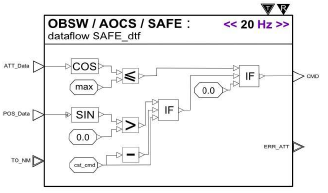 T R
OBSW / AOCS / SAFE : << 20 Hz >>
dataflow SAFE_dtf
ATT_Data
COS
max
≤
IF
0.0
CMD
POS_Data
SIN
0.0
>
IF
ERR_ATT
TO_NM
cst_cmd
-